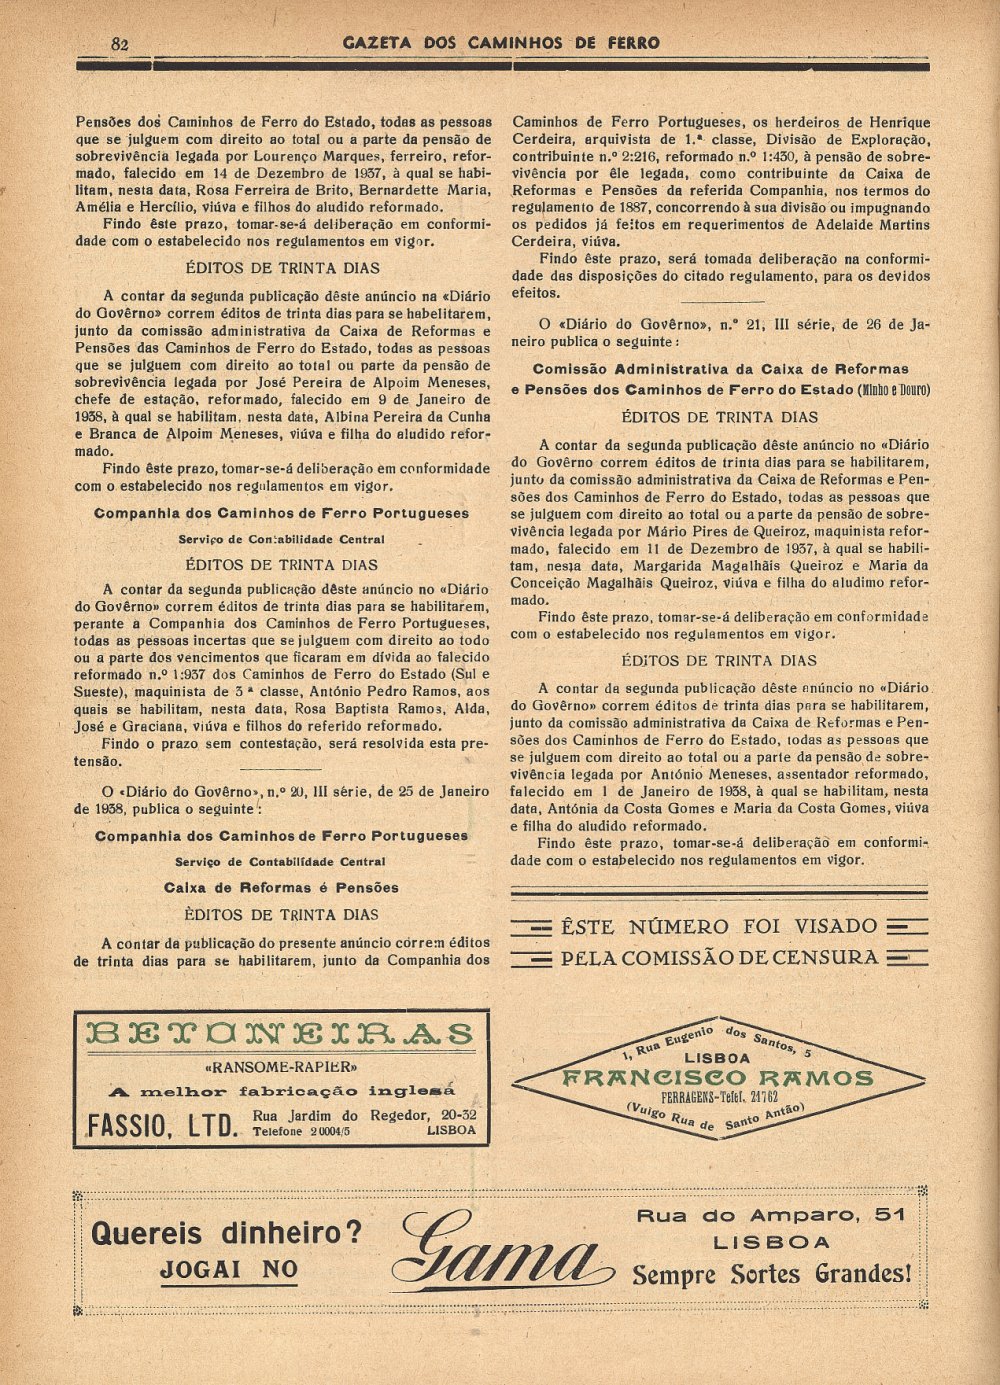 82
GAZETA DOS CAMINHOS DE FERRO
Pensões dos Caminhos de Ferro do Estado, todas as pessoas
que se julguem com direito ao total ou a parte da pensão de
sobrevivência legada por Lourenço Marques, ferreiro, refor-
mado, falecido em 14 de Dezembro de 1937, à qual se habi-
litam, nesta data, Rosa Ferreira de Brito, Bernardette Maria,
Amélia e Hercílio, viúva e filhos do aludido reformado.
Findo êste prazo, tomar-se-á deliberação em conformi-
dade com o estabelecido nos regulamentos em vigor.
ÉDITOS DE TRINTA DIAS
A contar da segunda publicação dêste anúncio na «Diário
do Govêrno» correm éditos de trinta dias para se habelitarem,
junto da comissão administrativa da Caixa de Reformas e
Pensões das Caminhos de Ferro do Estado, todas as pessoas
que se julguem com direito ao total ou parte da pensão de
sobrevivência legada por José Pereira de Alpoim Meneses,
chefe de estação, reformado, falecido em 9 de Janeiro de
1938, à qual se habilitam, nesta data, Albina Pereira da Cunha
e Branca de Alpoim Meneses, viúva e filha do aludido refor-
mado.
Findo êste prazo, tomar-se-á deliberação em conformidade
com o estabelecido nos regulamentos em vigor.
Companhia dos Caminhos de Ferro Portugueses
Serviço de Contabilidade Central
ÉDITOS DE TRINTA DIAS
A contar da segunda publicação dêste anúncio no «Diário
do Govêrno» correm éditos de trinta dias para se habilitarem,
perante a Companhia dos Caminhos de Ferro Portugueses,
todas as pessoas incertas que se julguem com direito ao todo
ou a parte dos vencimentos que ficaram em dívida ao falecido
reformado n.º 1:937 dos Caminhos de Ferro do Estado (Sul e
Sueste), maquinista de 3.ª classe, António Pedro Ramos, aos
quais se habilitam, nesta data, Rosa Baptista Ramos, Alda,
José e Graciana, viúva e filhos do referido reformado.
Findo o prazo sem contestação, será resolvida esta pre-
tensão.
O «Diário do Govêrno», n.º 20, III série, de 25 de Janeiro
de 1938, publica o seguinte:
Companhia dos Caminhos de Ferro Portugueses
Serviço de Contabilidade Central
Caixa de Reformas é Pensões
ÈDITOS DE TRINTA DIAS
A contar da publicação do presente anúncio correm éditos
de trinta dias para se habilitarem, junto da Companhia dos
Caminhos de Ferro Portugueses, os herdeiros de Henrique
Cerdeira, arquivista de 1.ª classe, Divisão de Exploração,
contribuinte n.º 2:216, reformado n.º 1:430, à pensão de sobre-
vivência por êle legada, como contribuinte da Caixa de
Reformas e Pensões da referida Companhia, nos termos do
regulamento de 1887, concorrendo à sua divisão ou impugnando
os pedidos já feitos em requerimentos de Adelaide Martins
Cerdeira, viúva.
Findo êste prazo, será tomada deliberação na conformi-
dade das disposições do citado regulamento, para os devidos
efeitos.
O «Diário do Govêrno», n.º 21, III série, de 26 de Ja-
neiro publica o seguinte:
Comissão Administrativa da Caixa de Reformas
e Pensões dos Caminhos de Ferro do Estado (Minho e Douro)
ÉDITOS DE TRINTA DIAS
A contar da segunda publicação dêste anúncio no «Diário
do Govêrno correm éditos de trinta dias para se habilitarem,
junto da comissão administrativa da Caixa de Reformas e Pen-
sões dos Caminhos de Ferro do Estado, todas as pessoas que
se julguem com direito ao total ou a parte da pensão de sobre-
vivência legada por Mário Pires de Queiroz, maquinista refor-
mado, falecido em 11 de Dezembro de 1937, à qual se habili-
tam, nesta data, Margarida Magalhãis Queiroz e Maria da
Conceição Magalhãis Queiroz, viúva e filha do aludimo refor-
mado.
Findo êste prazo, tomar-se-á deliberação em conformidade
com o estabelecido nos regulamentos em vigor.
ÉDITOS DE TRINTA DIAS
A contar da segunda publicação dêste anúncio no «Diário
do Govêrno» correm éditos de trinta dias para se habilitarem,
junto da comissão administrativa da Caixa de Reformas e Pen-
sões dos Caminhos de Ferro do Estado, todas as pessoas que
se julguem com direito ao total ou a parte da pensão de sobre-
vivência legada por António Meneses, assentador reformado,
falecido em 1 de Janeiro de 1938, à qual se habilitam, nesta
data, Antónia da Costa Gomes e Maria da Costa Gomes, viúva
e filha do aludido reformado.
Findo êste prazo, tomar-se-á deliberação em conformi-
dade com o estabelecido nos regulamentos em vigor.
ÊSTE NÚMERO FOI VISADO
PELA COMISSÃO DE CENSURA
BETONEIRAS
«RANSOME-RAPIER»
A melhor fabricação inglesa
FASSIO, LTD.
Rua Jardim do Regedor, 20-32
Telefone 2 0004/5 LISBOA
1, Rua Eugenio dos Santos, 5
LISBOA
FRANCISCO RAMOS
FERRAGENS-Telef. 21762
(Vulgo Rua de Santo Antão)
Quereis dinheiro?
JOGAI NO
Gama
Rua do Amparo, 51
LISBOA
Sempre Sortes Grandes!